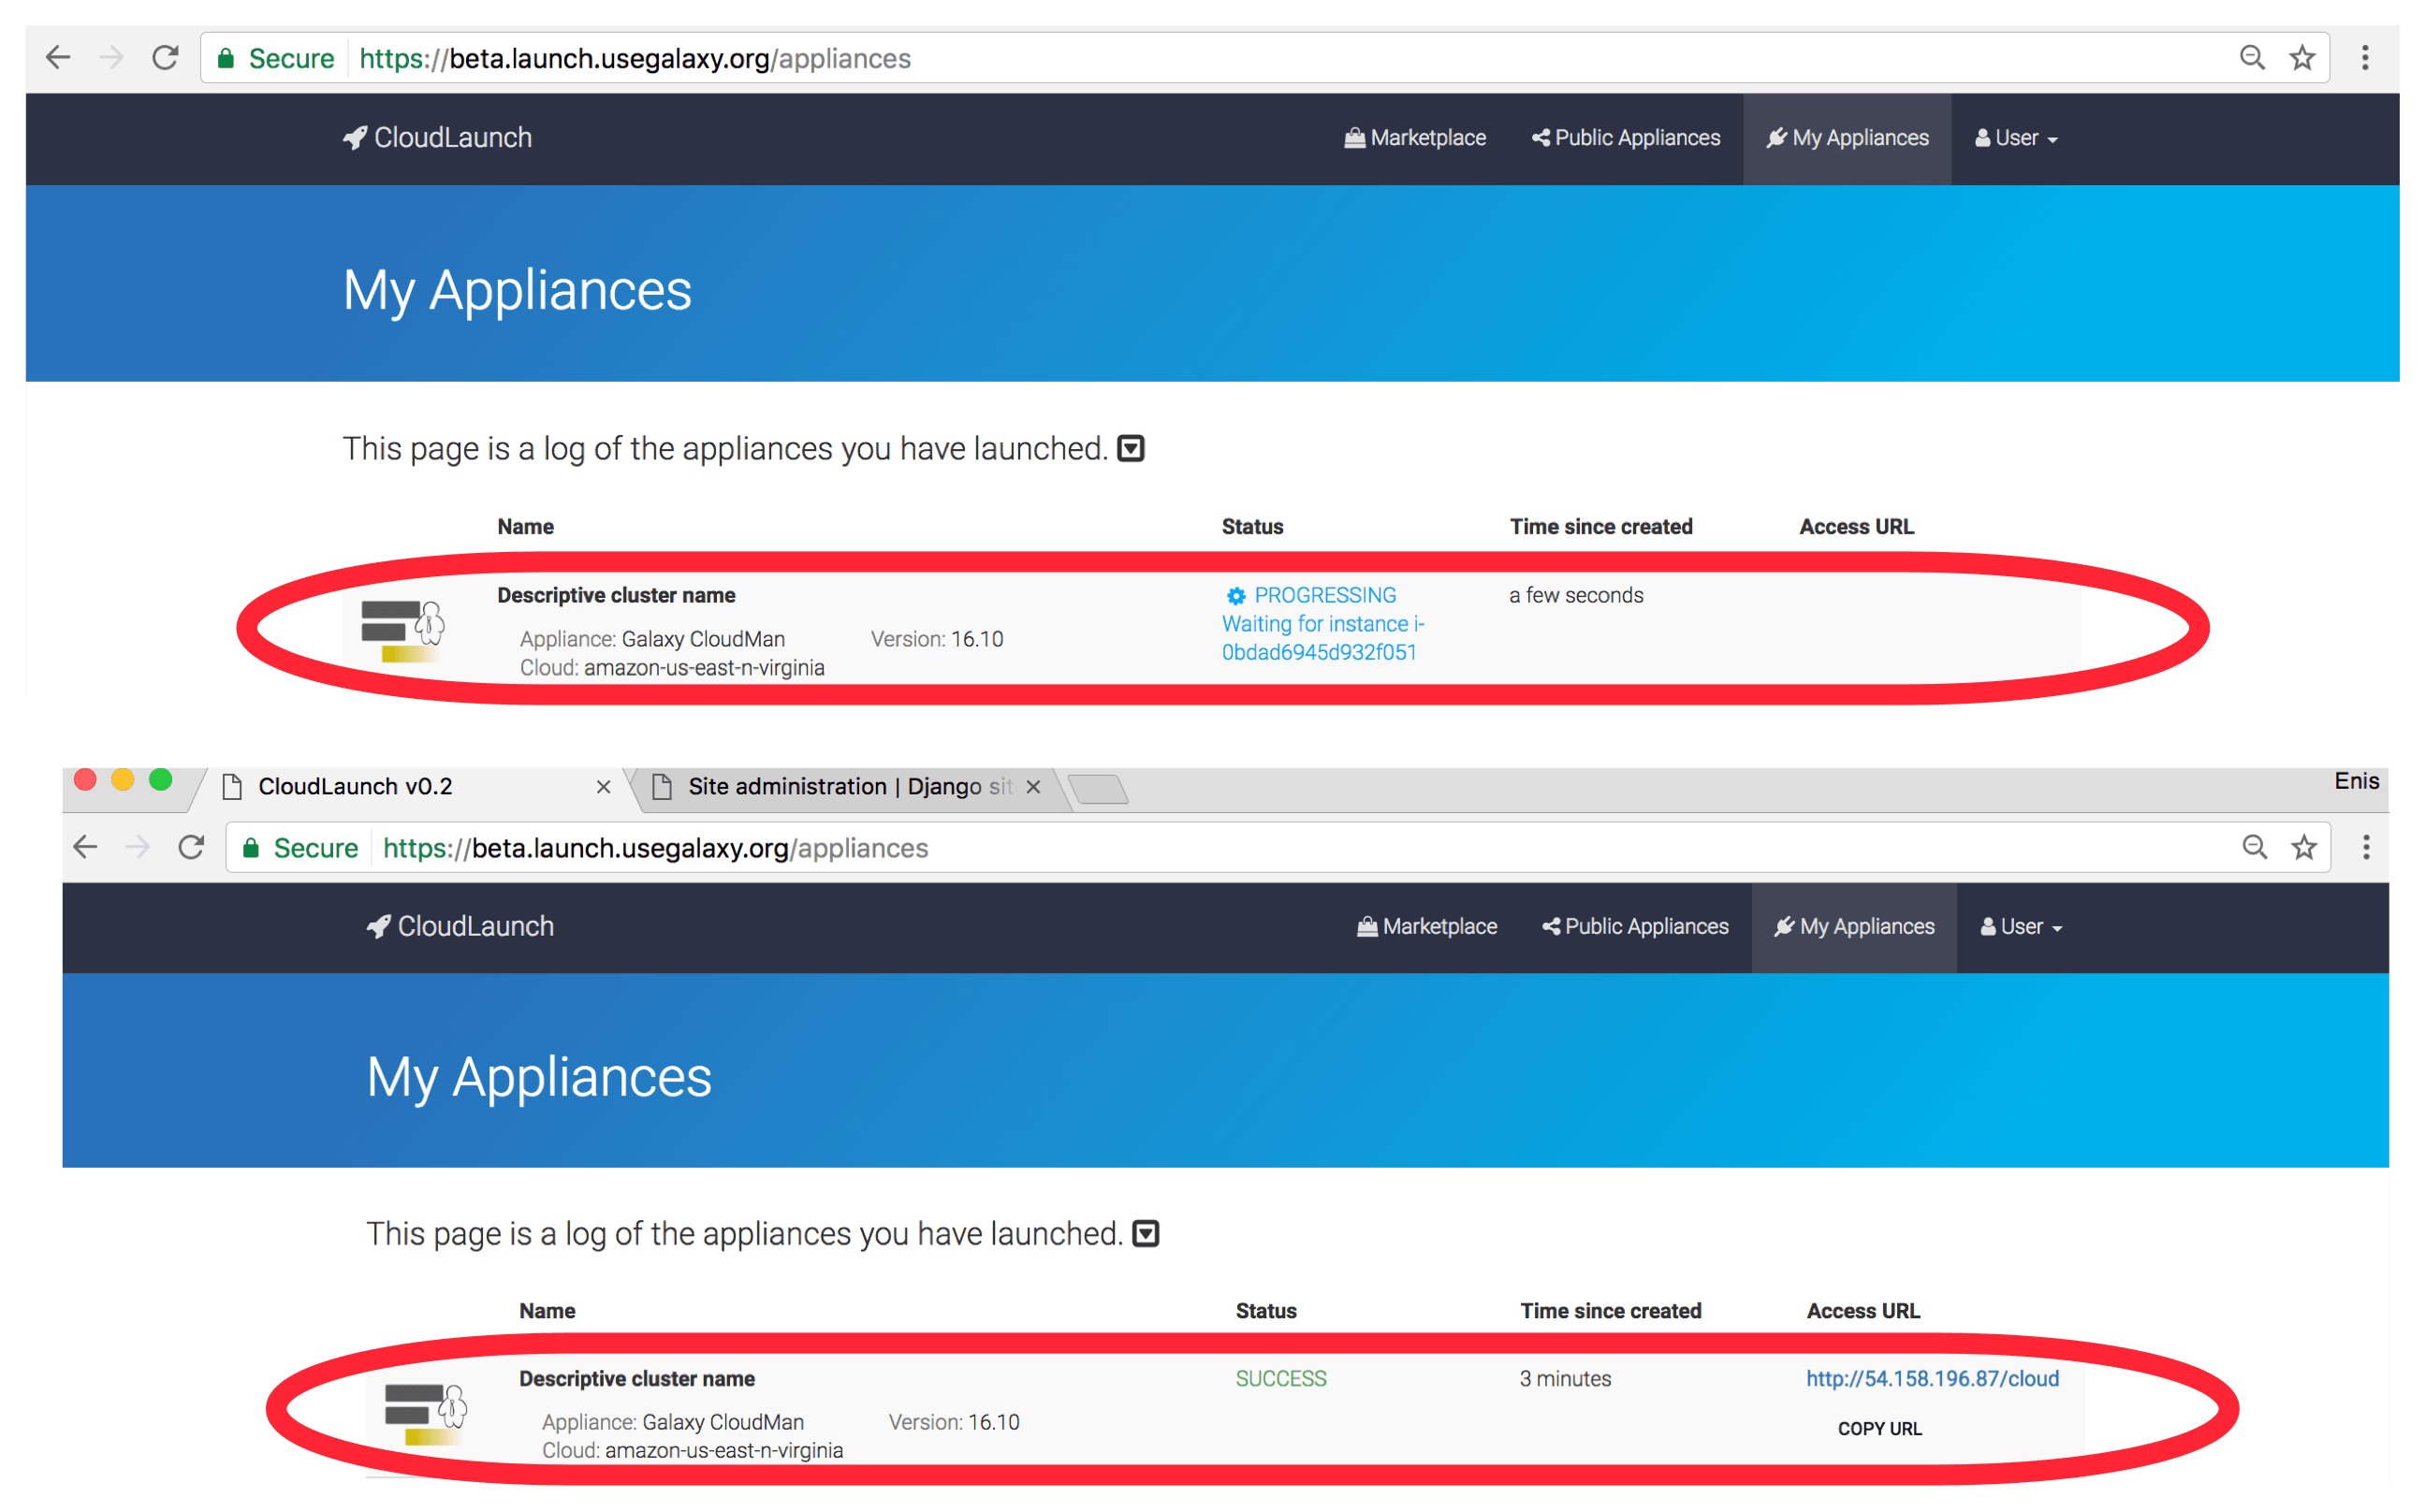 Secure https://beta.launch.usegalaxy.org/appliances
CloudLaunch Marketplace Public Appliances My Appliances User
My Appliances
This page is a log of the appliances you have launched.
Name Status Time since created Access URL
Descriptive cluster name PROGRESSING a few seconds
Waiting for instance i-
Appliance: Galaxy CloudMan Version: 16.10
0bdad6945d932f051
Cloud: amazon-us-east-n-virginia
CloudLaunch v0.2 Site administration | Django sit Enis
Secure https://beta.launch.usegalaxy.org/appliances
CloudLaunch Marketplace Public Appliances My Appliances User
My Appliances
This page is a log of the appliances you have launched.
Name Status Time since created Access URL
Descriptive cluster name SUCCESS 3 minutes http://54.158.196.87/cloud
Appliance: Galaxy CloudMan Version: 16.10 COPY URL
Cloud: amazon-us-east-n-virginia